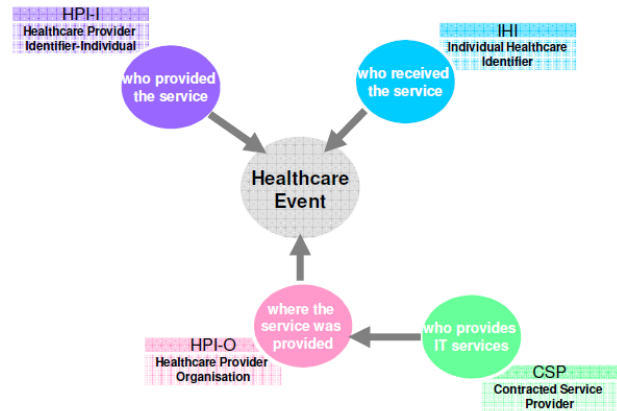 HPI-I
Healthcare Provider
Identifier-Individual
who provided
the service
IHI
Individual Healthcare
Identifier
who received
the service
Healthcare
Event
where the
service was
provided
HPI-O
Healthcare Provider
Organisation
who provides
IT services
CSP
Contracted Service
Provider